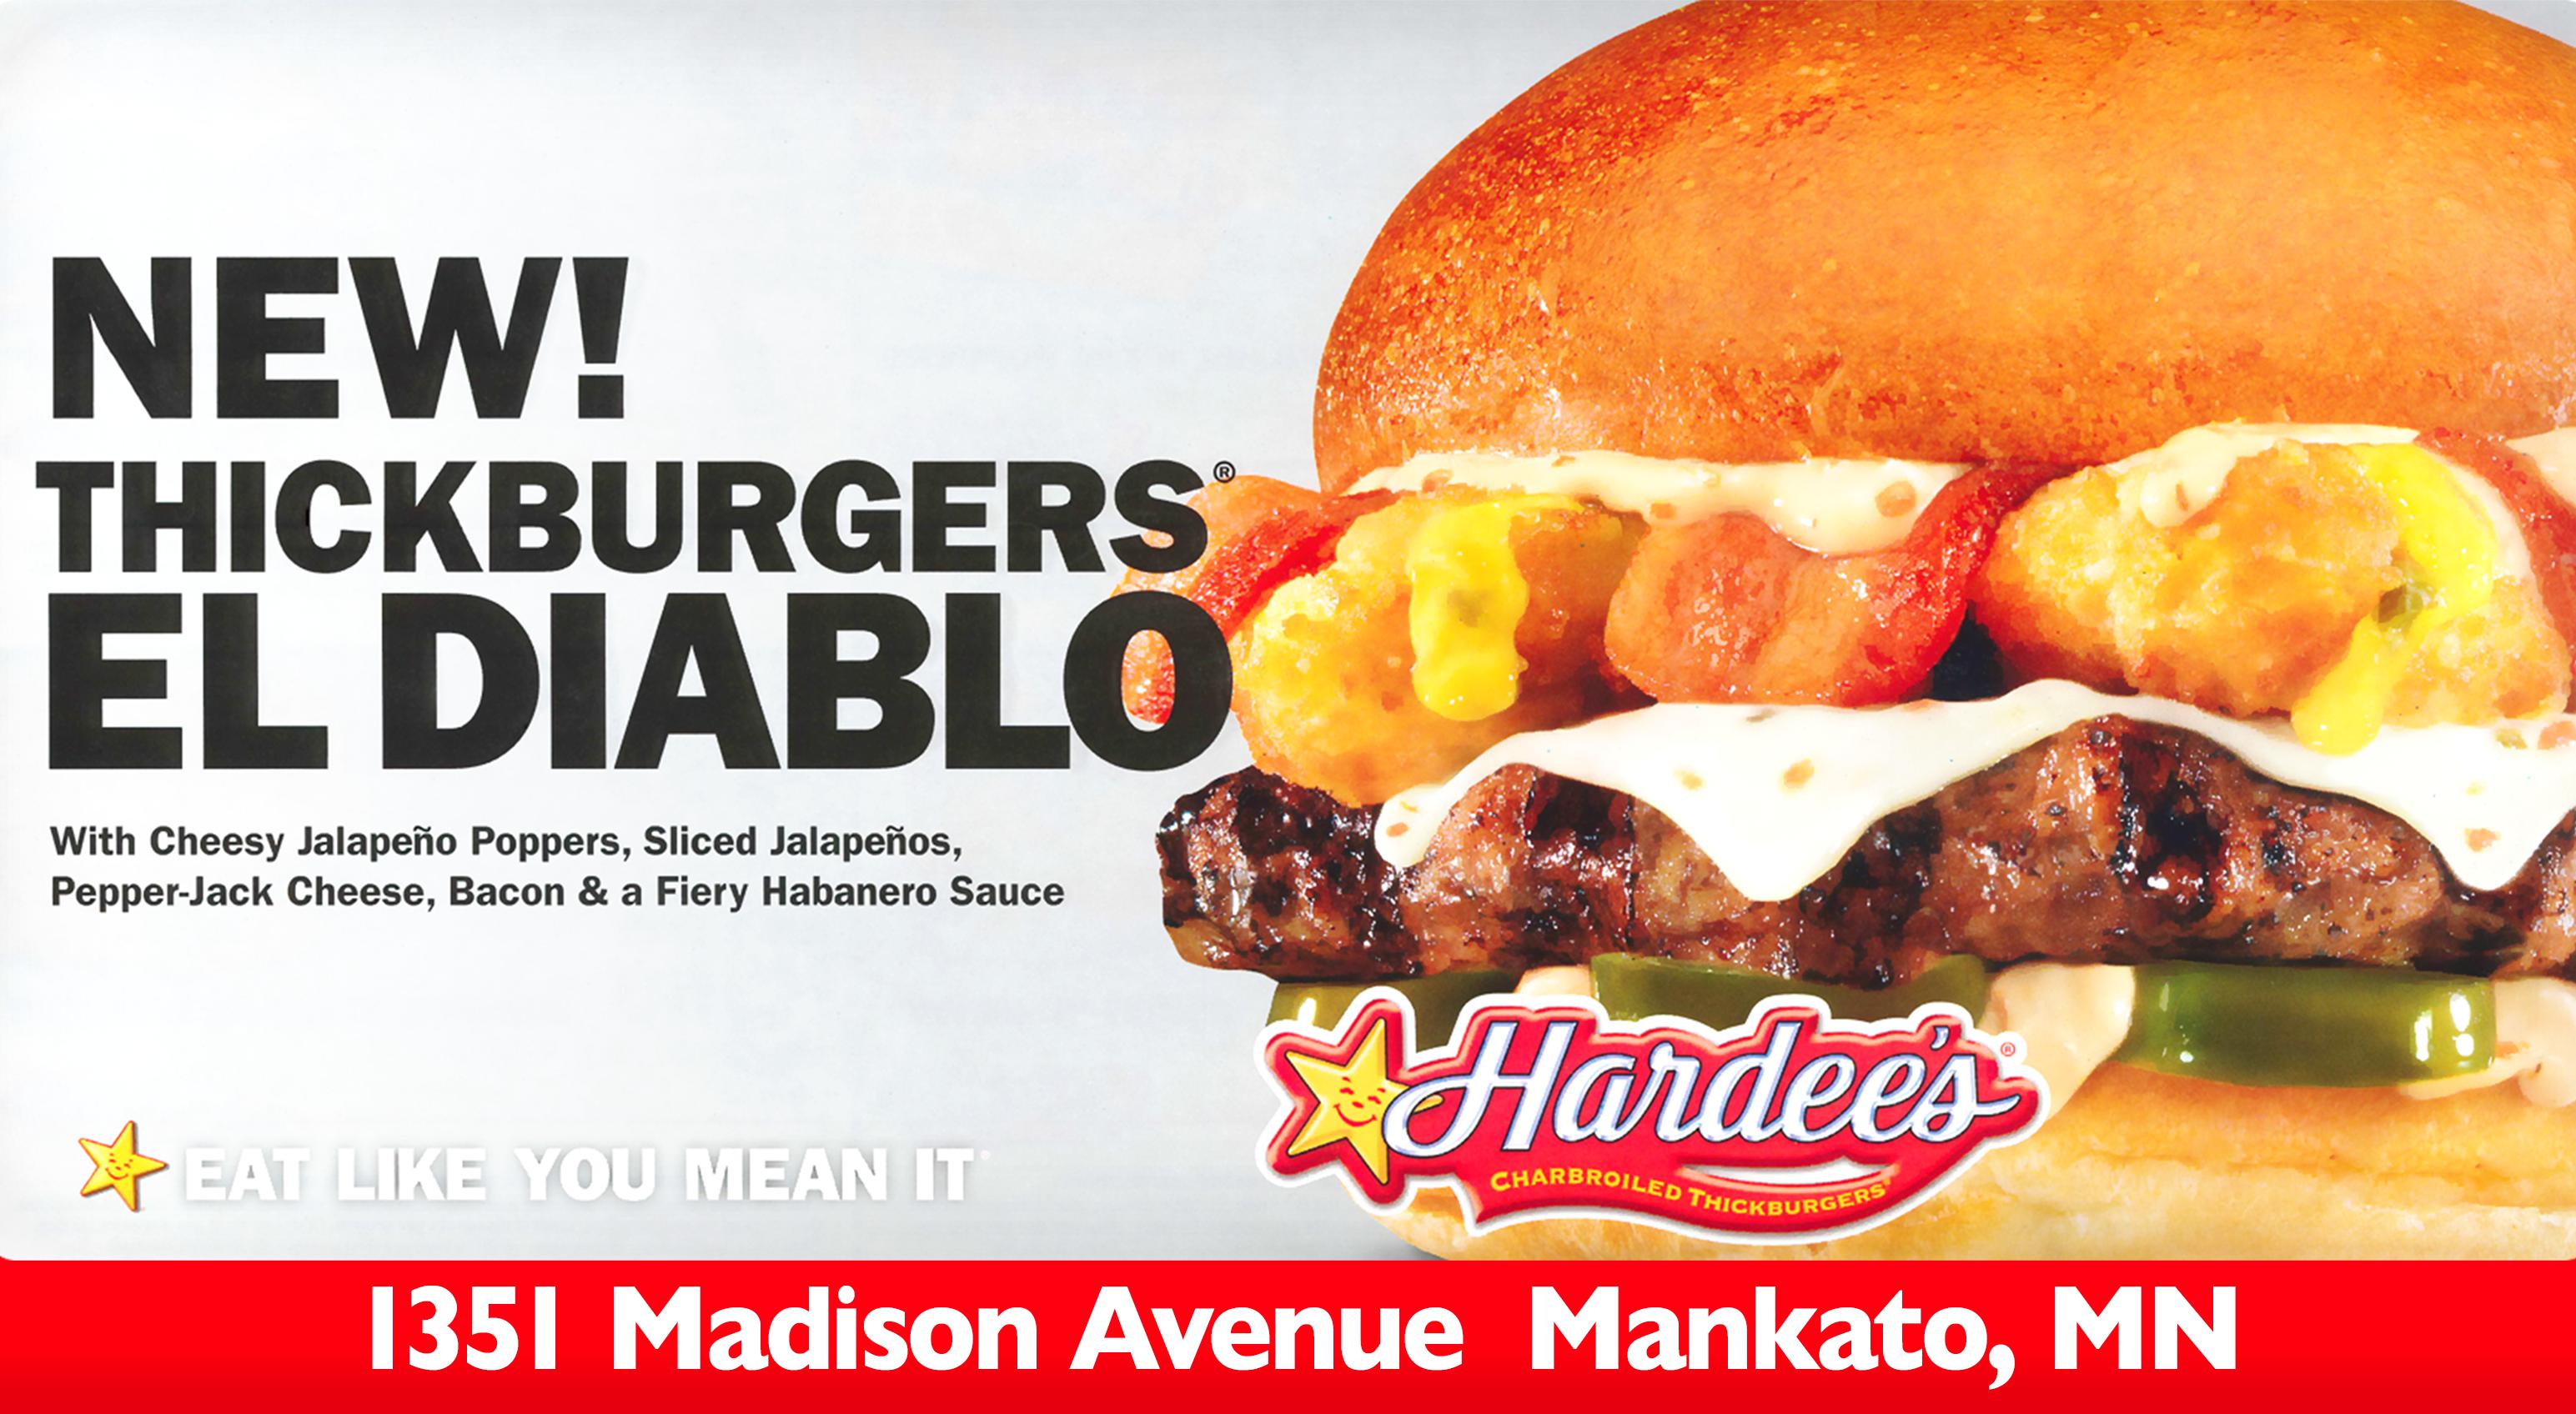 NEW!
THICKBURGERS®
EL DIABLO
With Cheesy Jalapeño Poppers, Sliced Jalapeños,
Pepper-Jack Cheese, Bacon & a Fiery Habanero Sauce
EAT LIKE YOU MEAN IT
Hardee's®
CHARBROILED THICKBURGERS
1351 Madison Avenue Mankato, MN